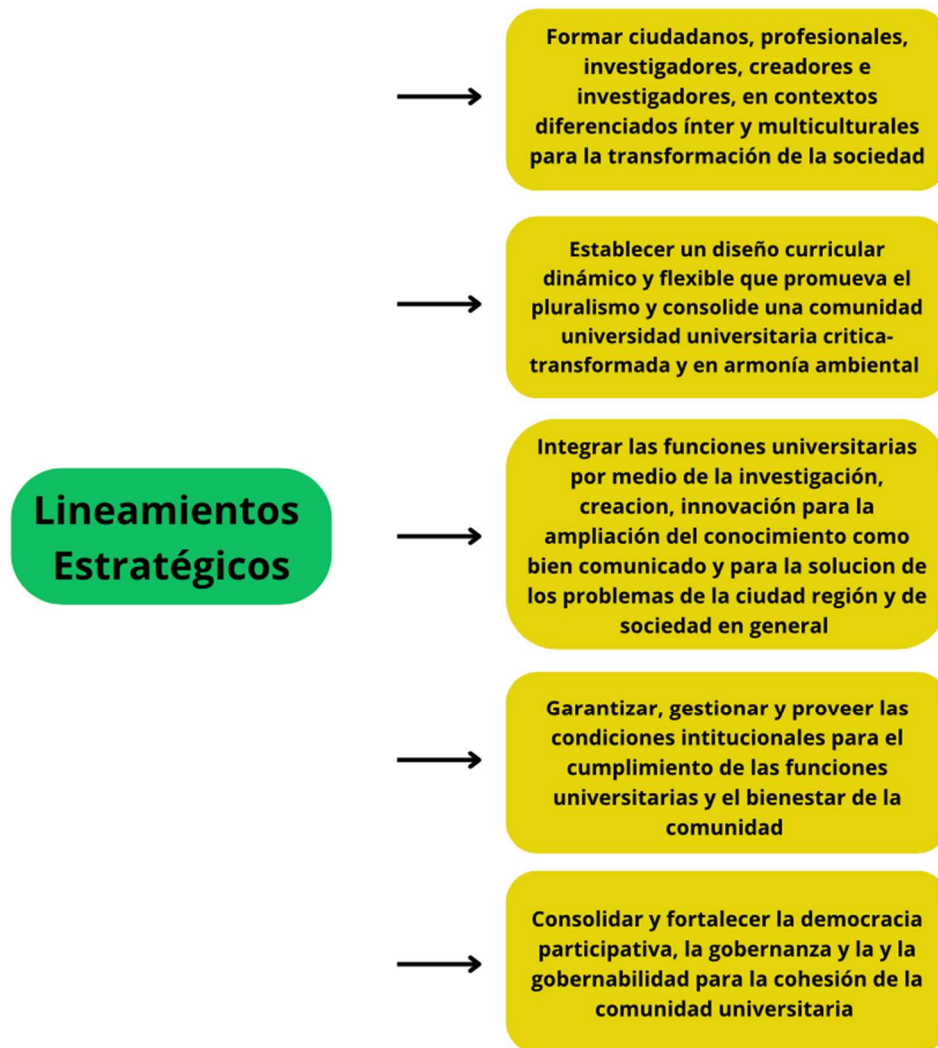 Formar ciudadanos, profesionales,
investigadores, creadores e
investigadores, en contextos
diferenciados ínter y multiculturales
para la transformación de la sociedad
Establecer un diseño curricular
dinámico y flexible que promueva el
pluralismo y consolide una comunidad
universidad universitaria critica-
transformada y en armonía ambiental
Lineamientos
Estratégicos
Integrar las funciones universitarias
por medio de la investigación,
creacion, innovación para la
ampliación del conocimiento como
bien comunicado y para la solucion de
los problemas de la ciudad región y de
sociedad en general
Garantizar, gestionar y proveer las
condiciones intitucionales para el
cumplimiento de las funciones
universitarias y el bienestar de la
comunidad
Consolidar y fortalecer la democracia
participativa, la gobernanza y la y la
gobernabilidad para la cohesión de la
comunidad universitaria